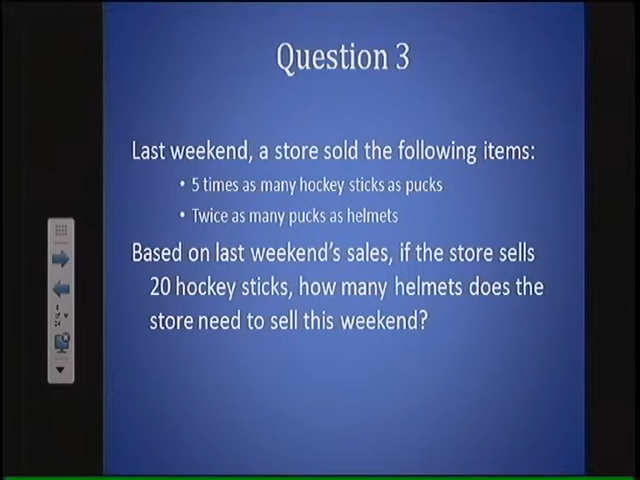 Question 3
Last weekend, a store sold the following items:
• 5 times as many hockey sticks as pucks
• Twice as many pucks as helmets
Based on last weekend's sales, if the store sells
20 hockey sticks, how many helmets does the
store need to sell this weekend?